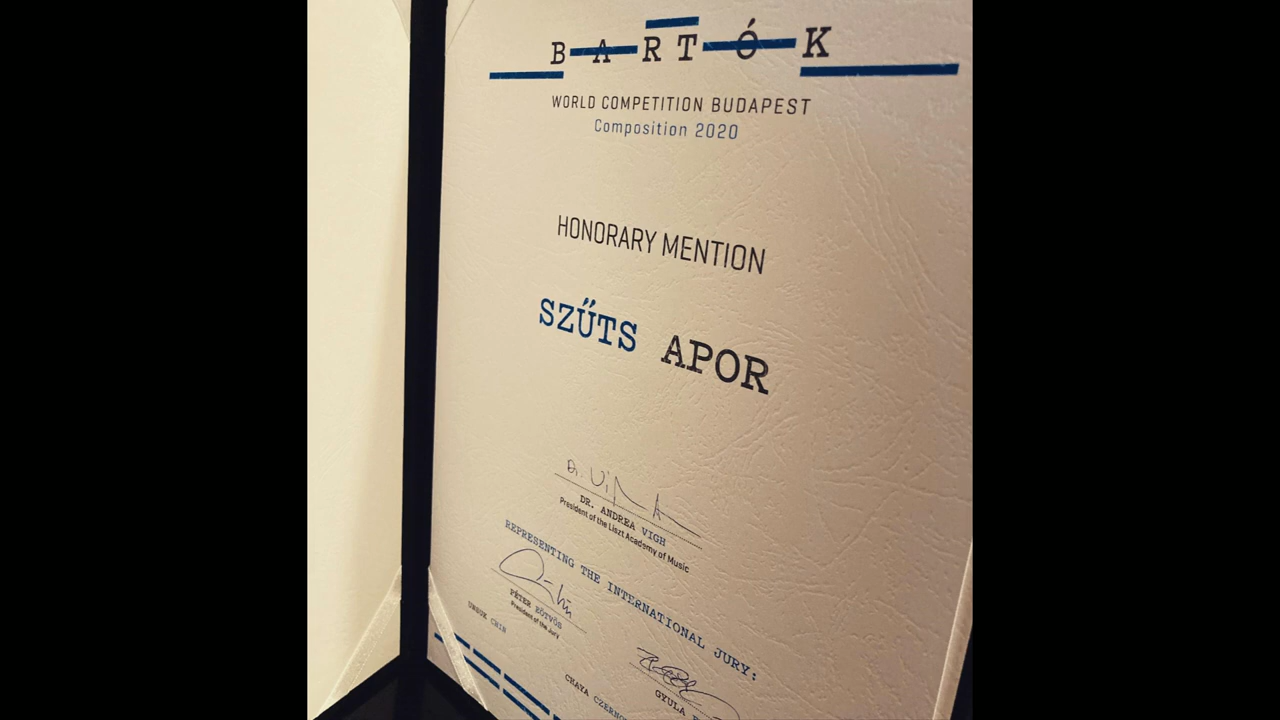 BARTÓK
WORLD COMPETITION BUDAPEST
Composition 2020
HONORARY MENTION
SZŰTS APOR
DR. ANDREA VIGH
President of the Liszt Academy of Music
REPRESENTING THE INTERNATIONAL JURY:
PÉTER EÖTVÖS
President of the Jury
UNSUK CHIN
GYULA
CHAYA